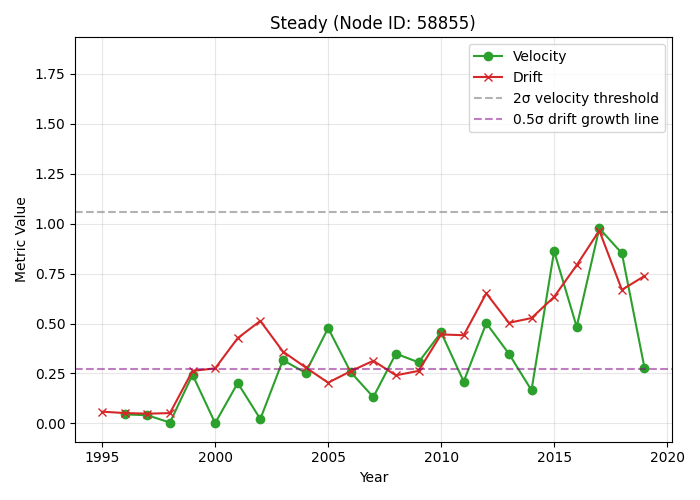 Steady (Node ID: 58855)
Velocity
Drift
2σ velocity threshold
0.5σ drift growth line
Metric Value
1.75
1.50
1.25
1.00
0.75
0.50
0.25
0.00
1995 2000 2005 2010 2015 2020
Year